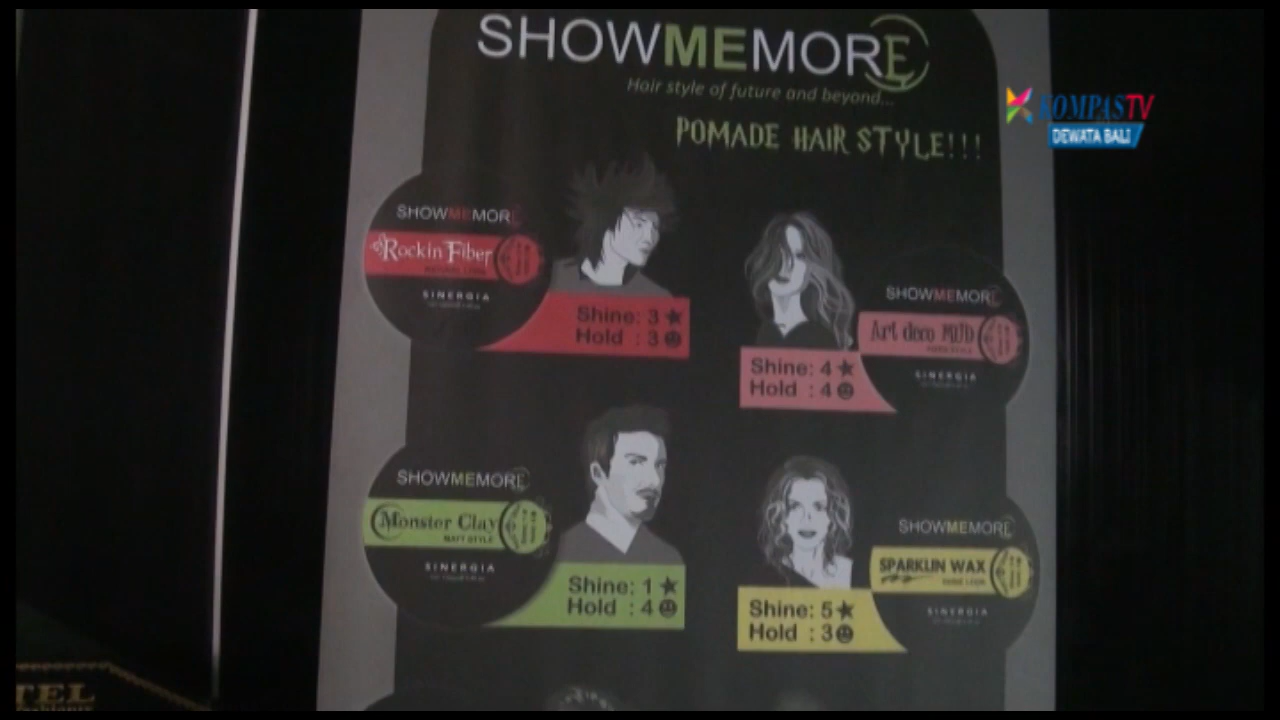 SHOWMEMORE
Hair style of future and beyond...
POMADE HAIR STYLE!!!
KOMPASTV
DEWATA BALI
SHOWMEMORE
Rockin Fiber
SINERGIA
Shine: 3
Hold : 3
SHOWMEMORE
Art deco MUD
SINERGIA
Shine: 4
Hold : 4
SHOWMEMORE
Monster Clay
MATT STYLE
SINERGIA
Shine: 1
Hold : 4
SHOWMEMORE
SPARKLIN WAX
SINERGIA
Shine: 5
Hold : 3
TEL